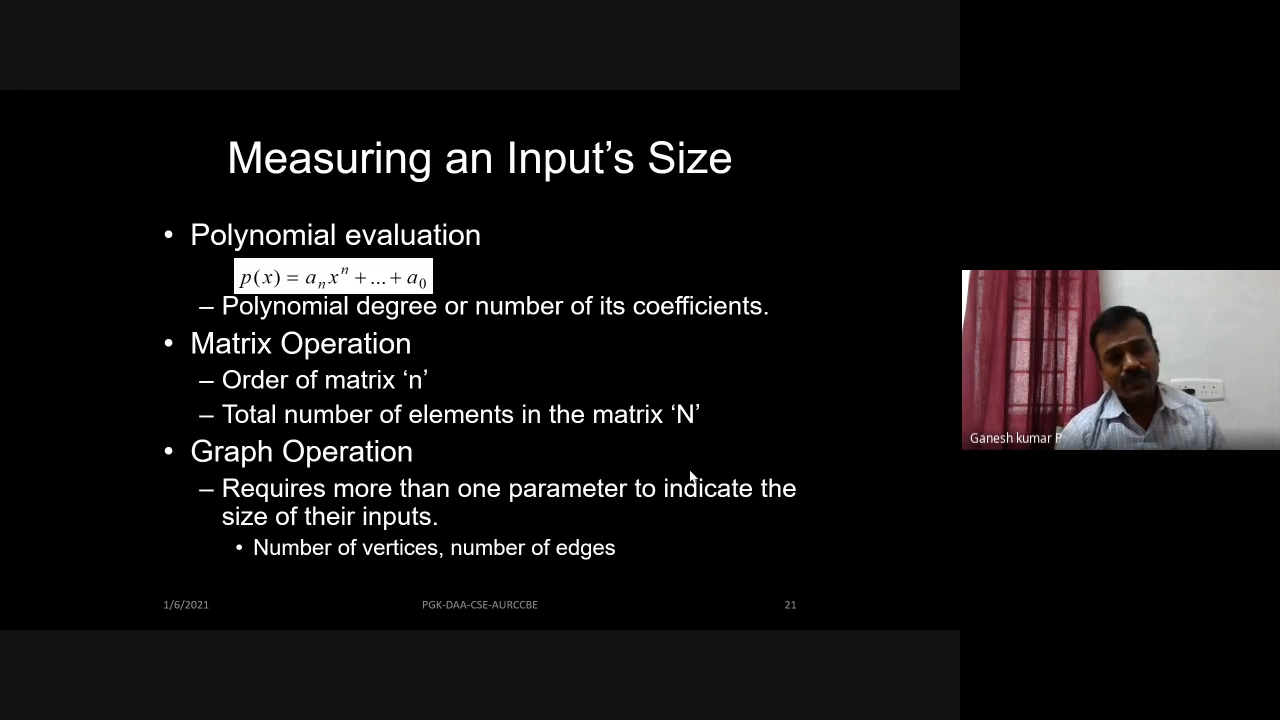 Measuring an Input’s Size
• Polynomial evaluation
p(x) = aₙxⁿ + ... + a₀
– Polynomial degree or number of its coefficients.
• Matrix Operation
– Order of matrix ‘n’
– Total number of elements in the matrix ‘N’
• Graph Operation
– Requires more than one parameter to indicate the
size of their inputs.
• Number of vertices, number of edges
1/6/2021 PGK-DAA-CSE-AURCCBE 21
Ganesh kumar P